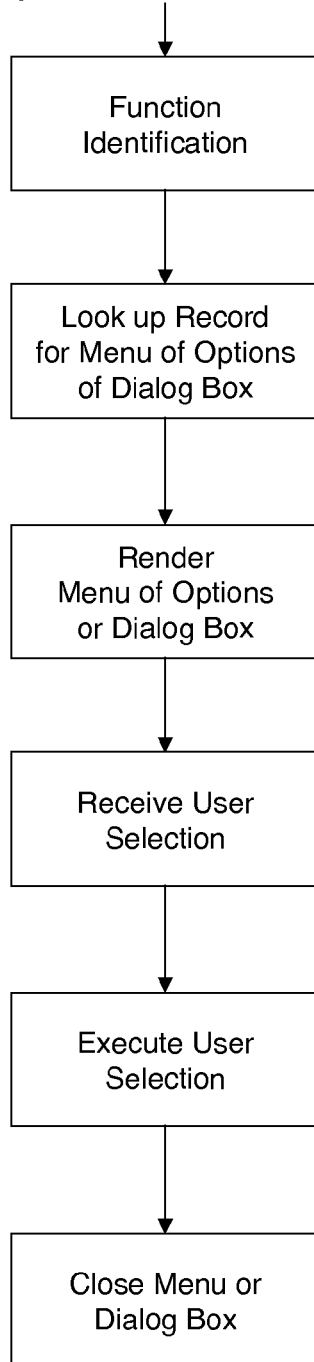 Function
Identification
Look up Record
for Menu of Options
of Dialog Box
Render
Menu of Options
or Dialog Box
Receive User
Selection
Execute User
Selection
Close Menu or
Dialog Box